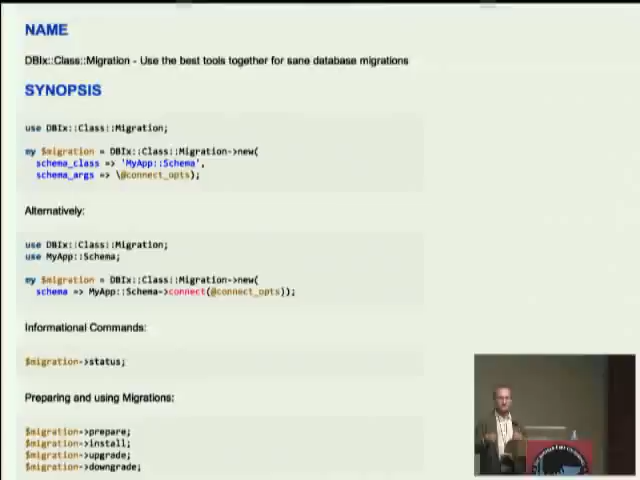 NAME
DBIx::Class::Migration - Use the best tools together for sane database migrations
SYNOPSIS
use DBIx::Class::Migration;
my $migration = DBIx::Class::Migration->new(
schema_class => 'MyApp::Schema',
schema_args => \@connect_opts);
Alternatively:
use DBIx::Class::Migration;
use MyApp::Schema;
my $migration = DBIx::Class::Migration->new(
schema => MyApp::Schema->connect(@connect_opts));
Informational Commands:
$migration->status;
Preparing and using Migrations:
$migration->prepare;
$migration->install;
$migration->upgrade;
$migration->downgrade;